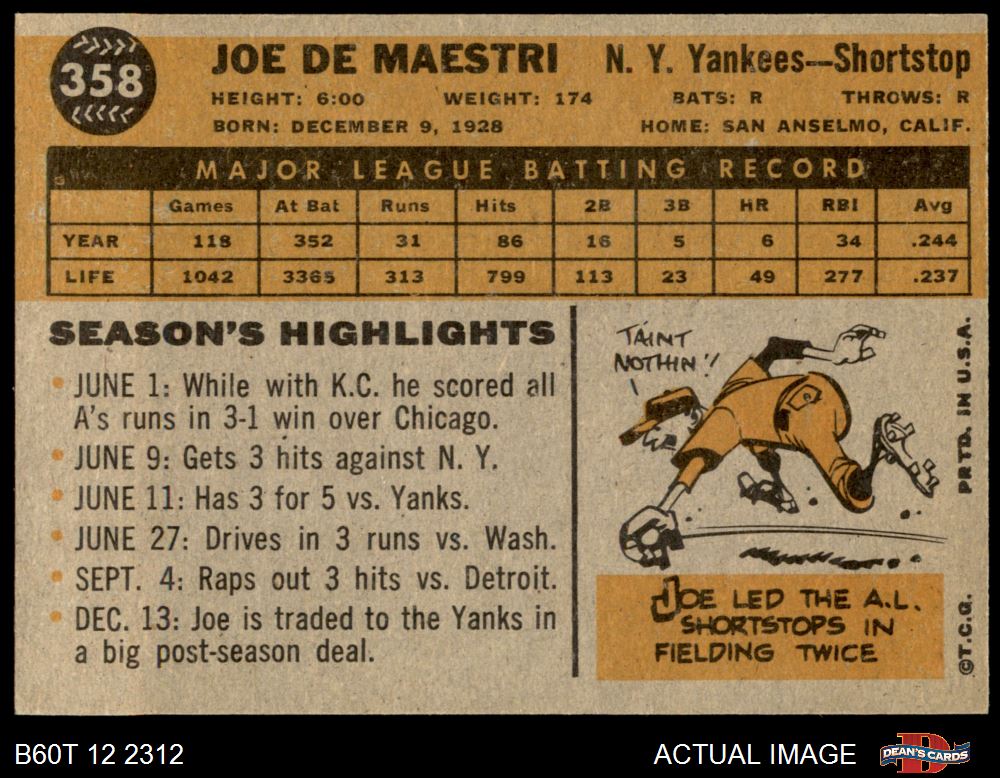 358
JOE DE MAESTRI N. Y. Yankees—Shortstop
HEIGHT: 6:00 WEIGHT: 174 BATS: R THROWS: R
BORN: DECEMBER 9, 1928 HOME: SAN ANSELMO, CALIF.
MAJOR LEAGUE BATTING RECORD
Games At Bat Runs Hits 2B 3B HR RBI Avg
YEAR 118 352 31 86 16 5 6 34 .244
LIFE 1042 3365 313 799 113 23 49 277 .237
SEASON'S HIGHLIGHTS
• JUNE 1: While with K.C. he scored all
A's runs in 3-1 win over Chicago.
• JUNE 9: Gets 3 hits against N. Y.
• JUNE 11: Has 3 for 5 vs. Yanks.
• JUNE 27: Drives in 3 runs vs. Wash.
• SEPT. 4: Raps out 3 hits vs. Detroit.
• DEC. 13: Joe is traded to the Yanks in
a big post-season deal.
TAINT
NOTHIN'!
JOE LED THE A.L.
SHORTSTOPS IN
FIELDING TWICE
©T.C.G. PRTD. IN U.S.A.
B60T 12 2312 ACTUAL IMAGE DEAN'S CARDS